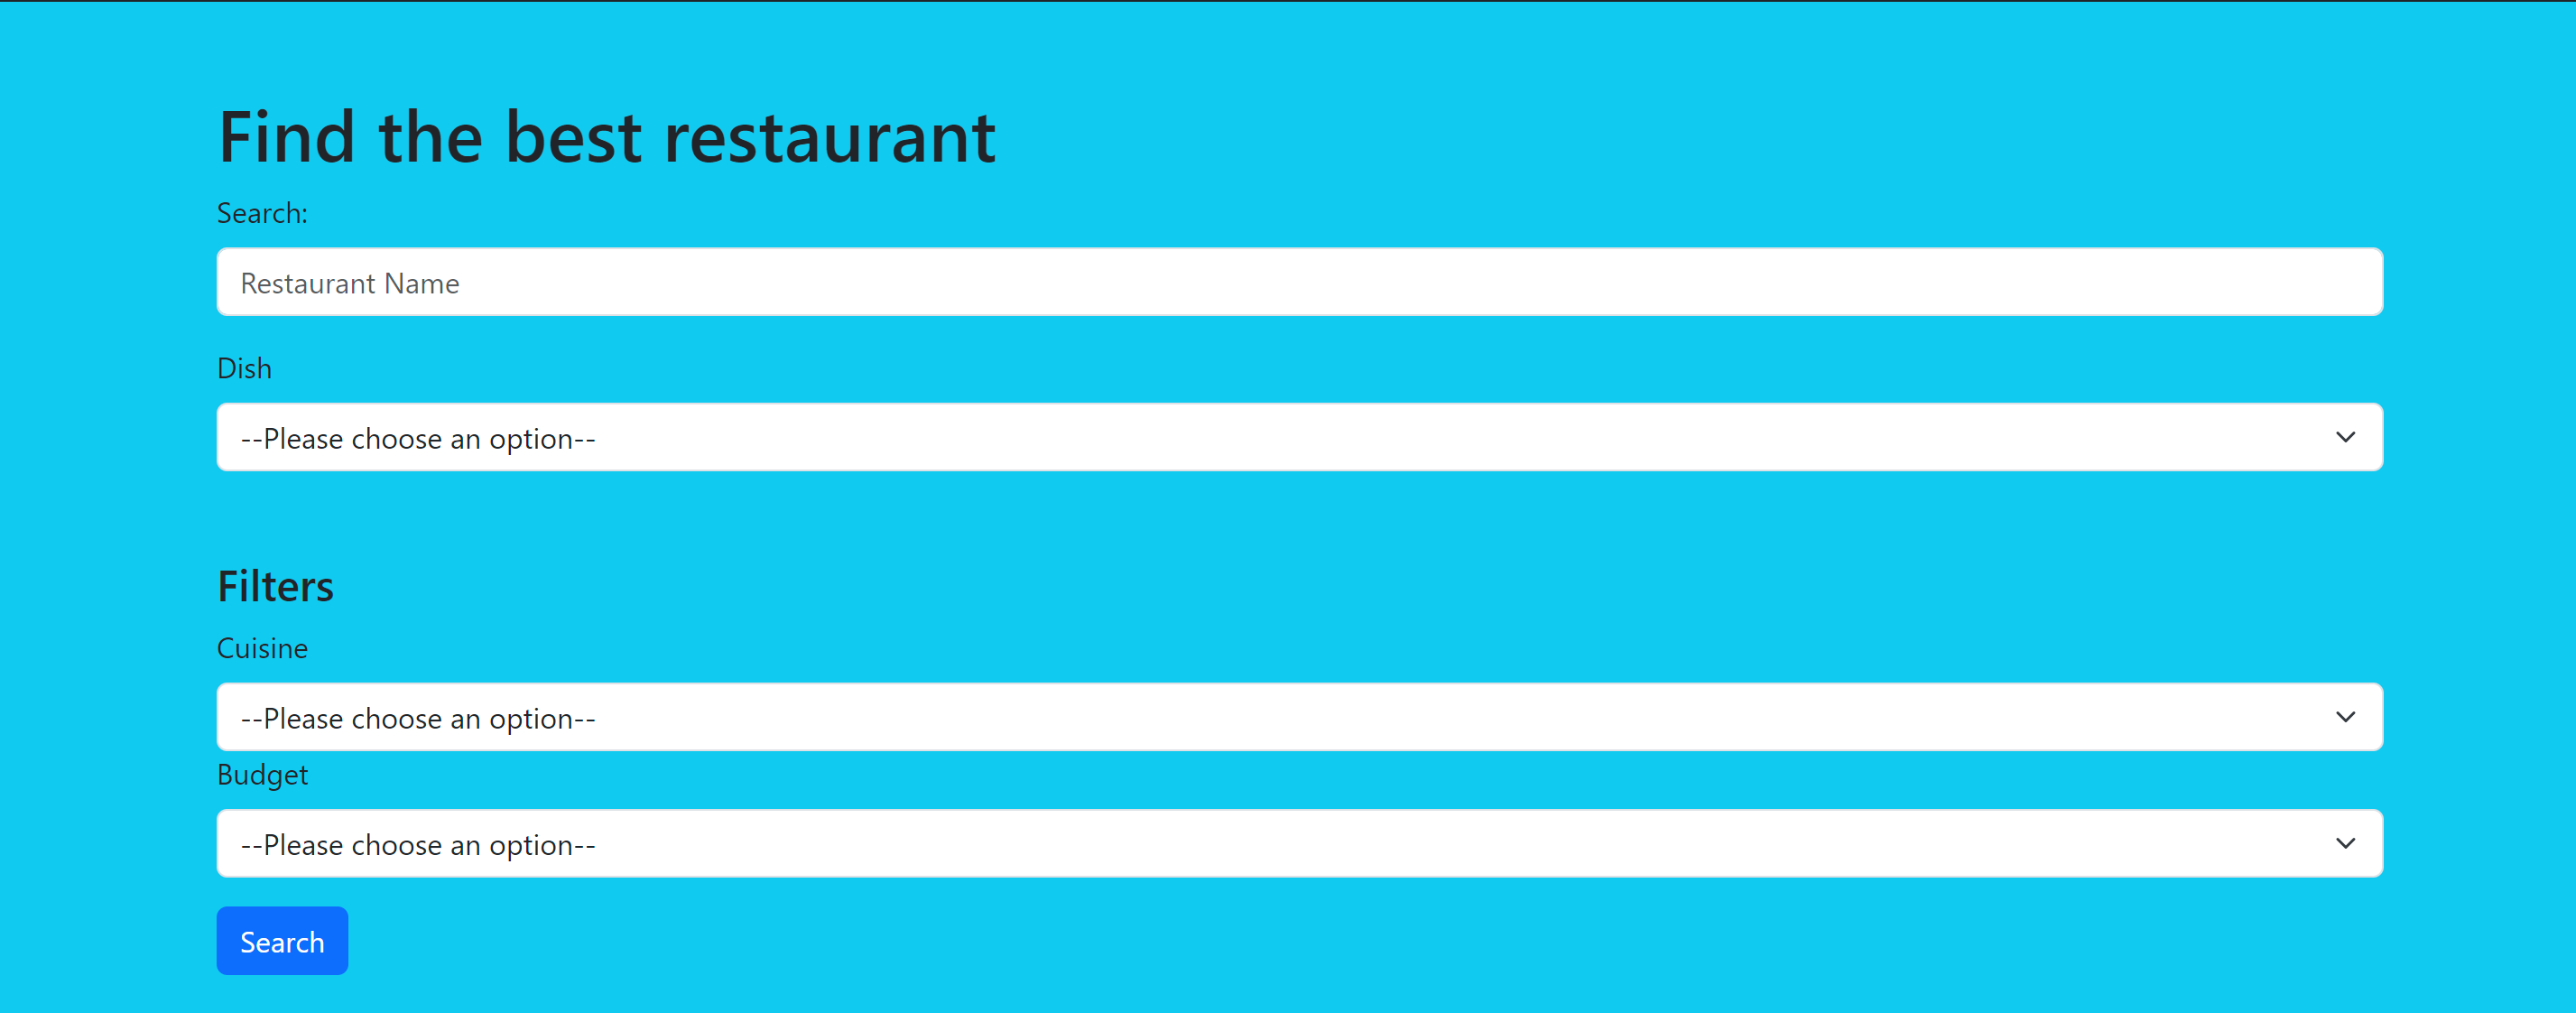 Find the best restaurant
Search:
Restaurant Name
Dish
--Please choose an option--
Filters
Cuisine
--Please choose an option--
Budget
--Please choose an option--
Search